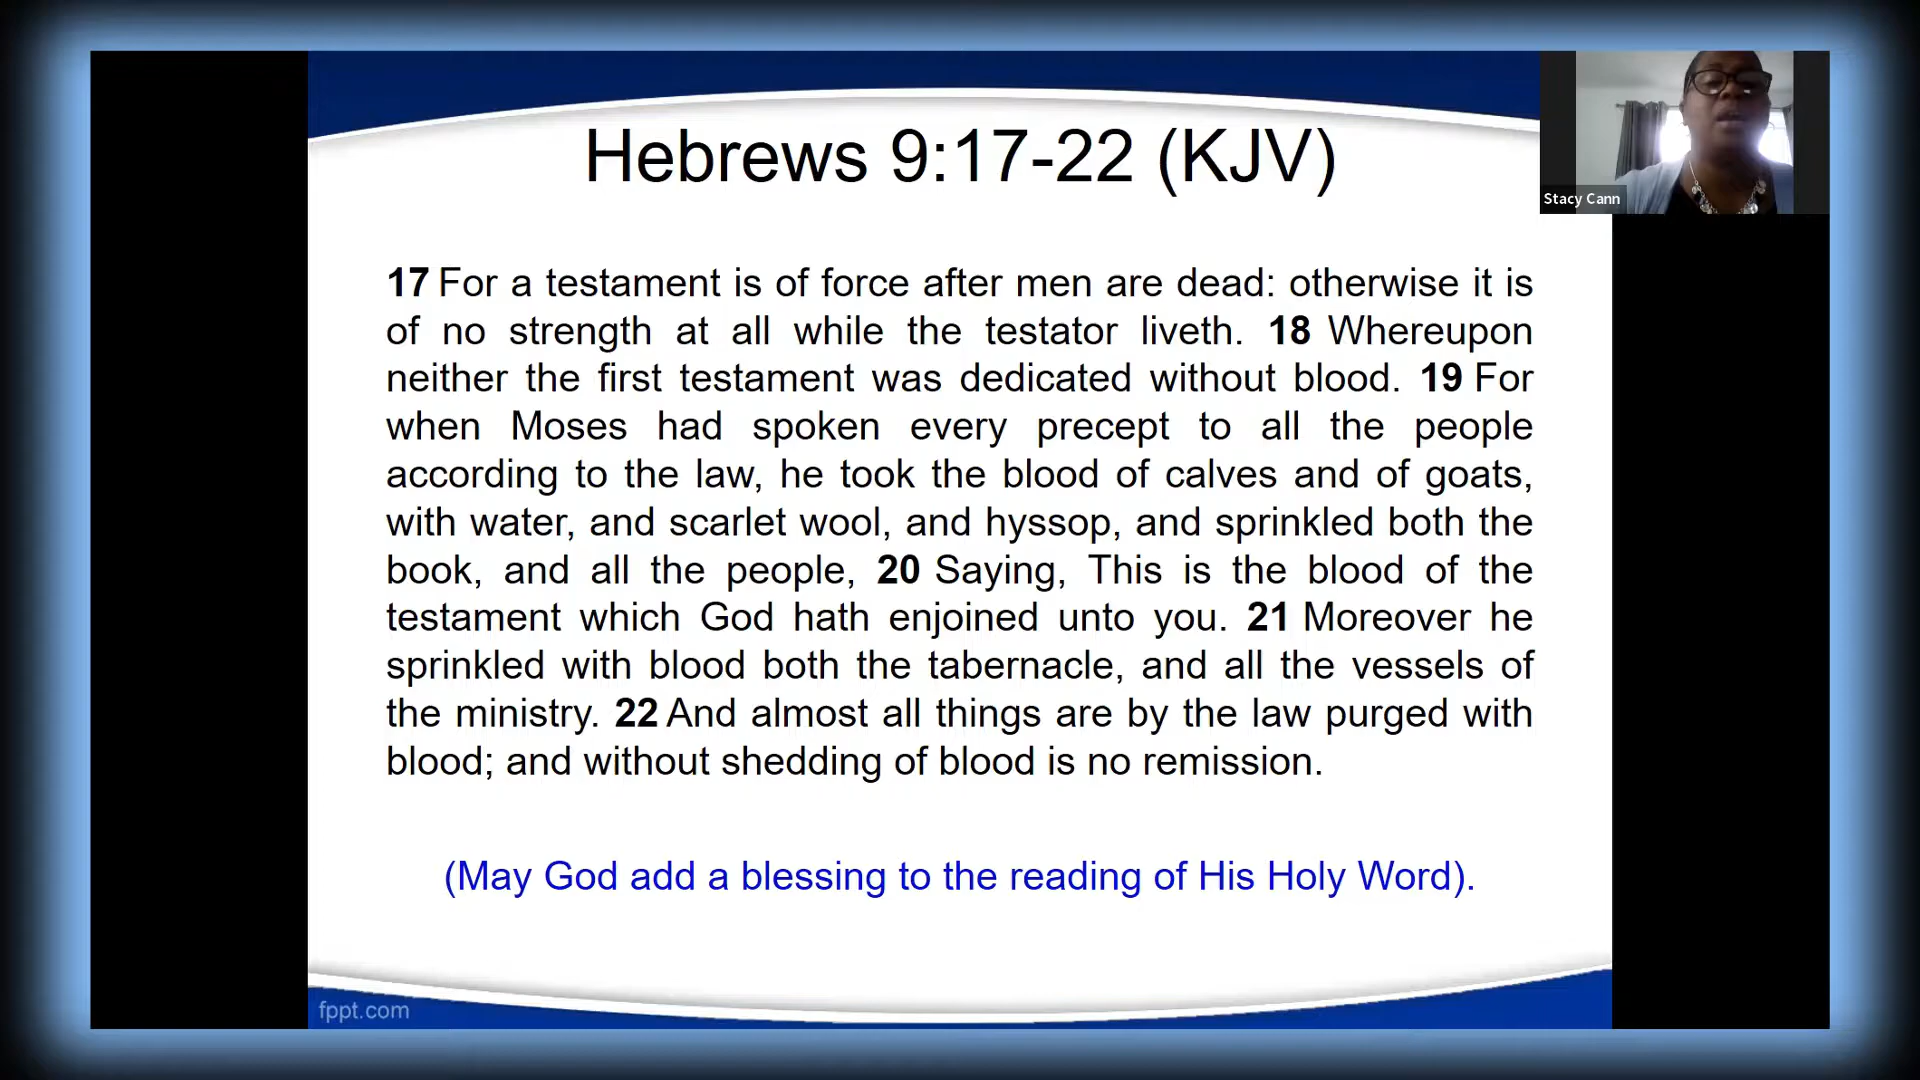 Hebrews 9:17-22 (KJV)
Stacy Cann
17 For a testament is of force after men are dead: otherwise it is
of no strength at all while the testator liveth. 18 Whereupon
neither the first testament was dedicated without blood. 19 For
when Moses had spoken every precept to all the people
according to the law, he took the blood of calves and of goats,
with water, and scarlet wool, and hyssop, and sprinkled both the
book, and all the people, 20 Saying, This is the blood of the
testament which God hath enjoined unto you. 21 Moreover he
sprinkled with blood both the tabernacle, and all the vessels of
the ministry. 22 And almost all things are by the law purged with
blood; and without shedding of blood is no remission.
(May God add a blessing to the reading of His Holy Word).
fppt.com